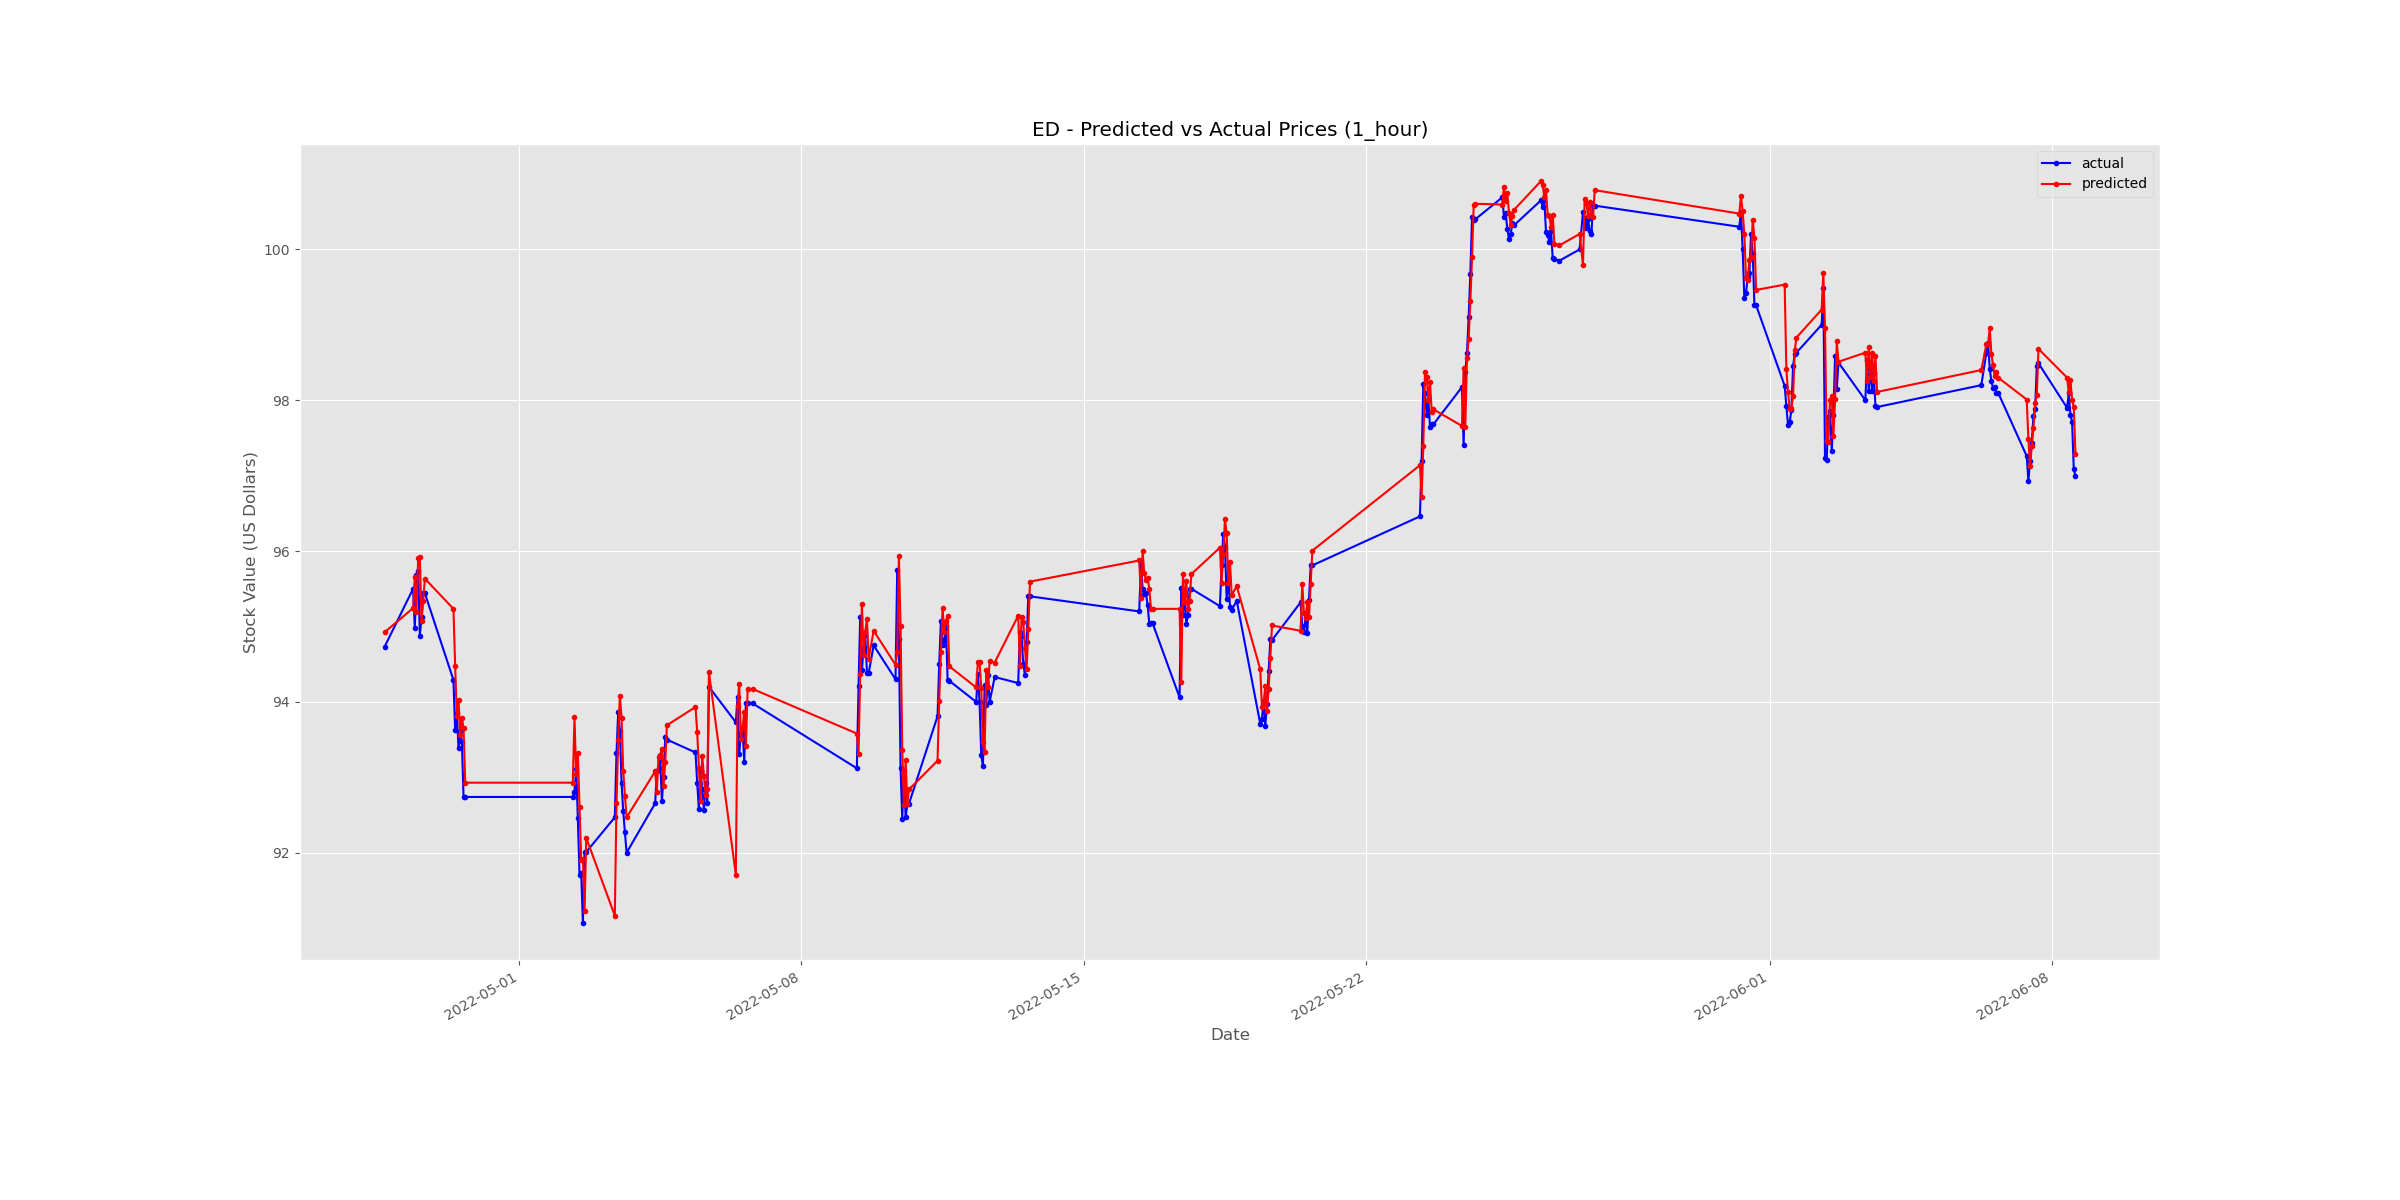 ED - Predicted vs Actual Prices (1_hour)
actual
predicted
Stock Value (US Dollars)
100
98
96
94
92
2022-05-01
2022-05-08
2022-05-15
2022-05-22
2022-06-01
2022-06-08
Date